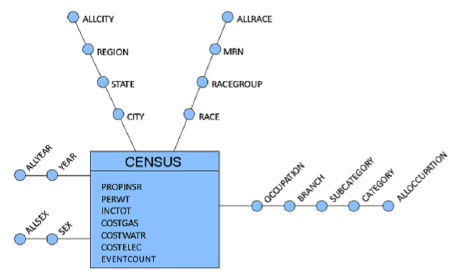 ALLCITY
ALLRACE
REGION
MRN
STATE
RACEGROUP
CITY
RACE
ALLYEAR
YEAR
CENSUS
PROPINSR
PERWT
INCTOT
COSTGAS
COSTWATR
COSTELEC
EVENTCOUNT
OCCUPATION
BRANCH
SUBCATEGORY
CATEGORY
ALLOCCUPATION
ALLSEX
SEX